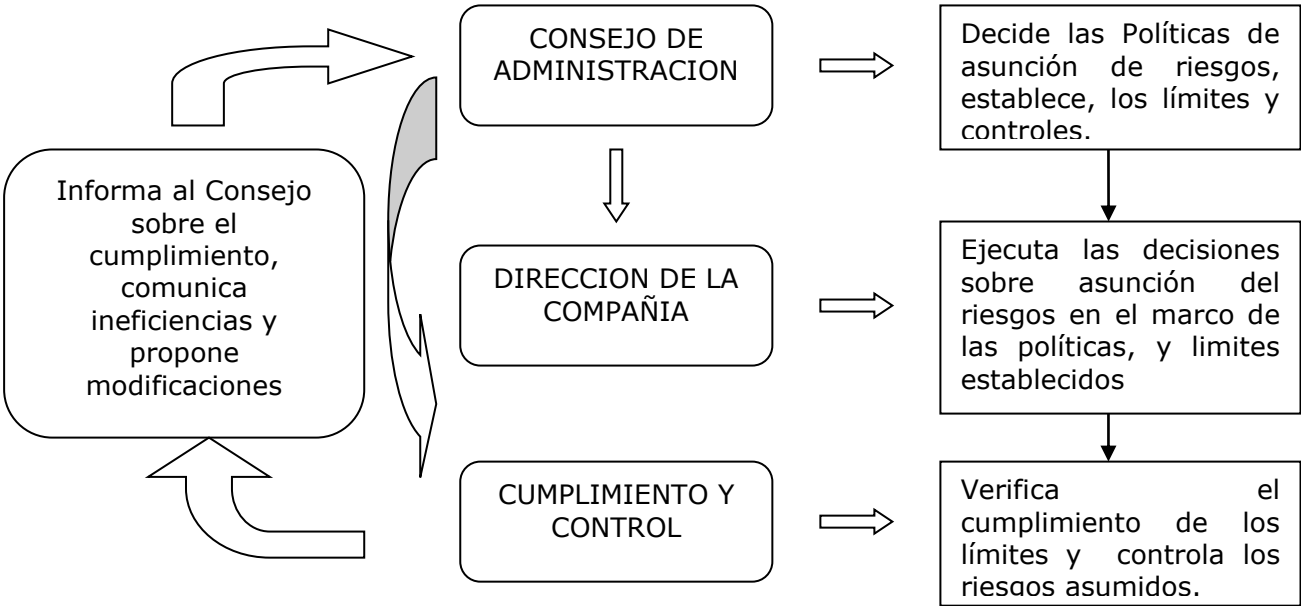 CONSEJO DE
ADMINISTRACION
Decide las Políticas de
asunción de riesgos,
establece, los límites y
controles.
Informa al Consejo
sobre el
cumplimiento,
comunica
ineficiencias y
propone
modificaciones
DIRECCION DE LA
COMPAÑIA
Ejecuta las decisiones
sobre asunción del
riesgos en el marco de
las políticas, y limites
establecidos
CUMPLIMIENTO Y
CONTROL
Verifica el
cumplimiento de los
límites y controla los
riesgos asumidos.